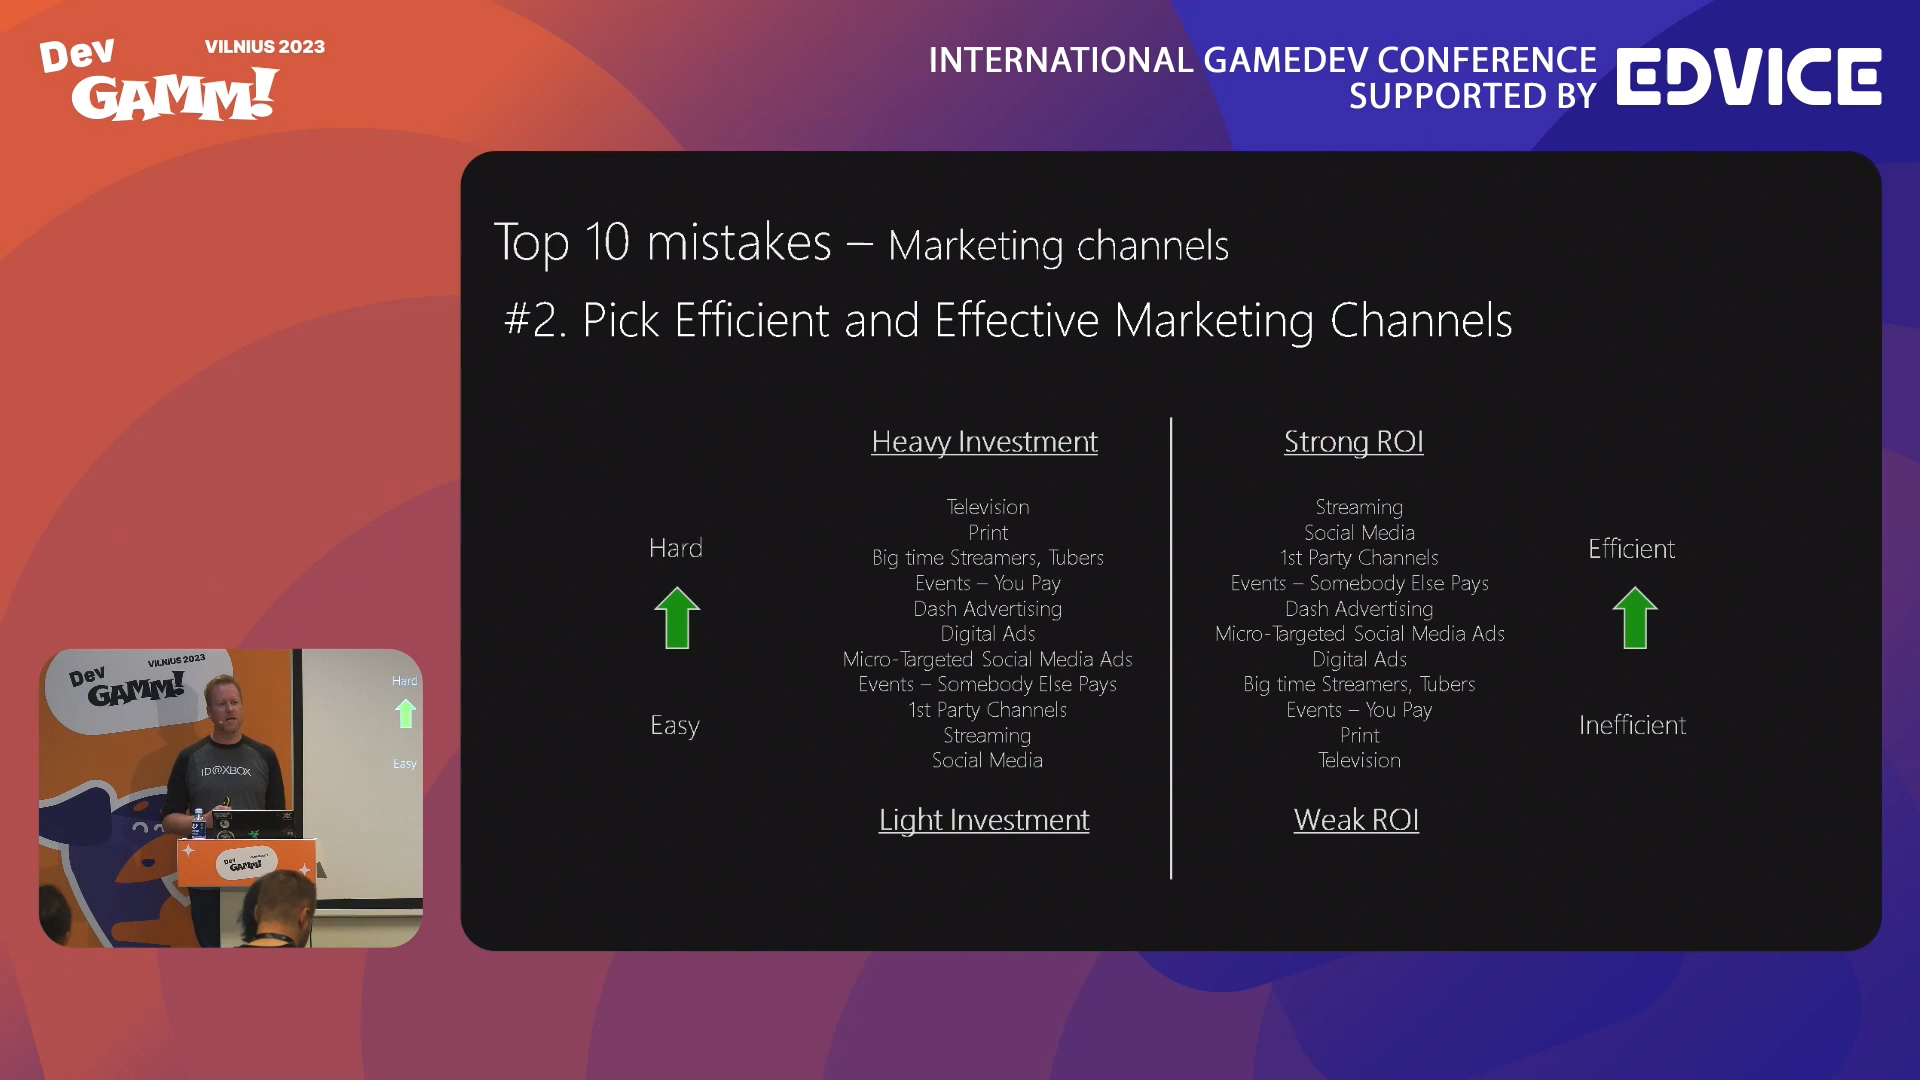 Dev
GAMM!
VILNIUS 2023
INTERNATIONAL GAMEDEV CONFERENCE
SUPPORTED BY
EDVICE
Top 10 mistakes – Marketing channels
#2. Pick Efficient and Effective Marketing Channels
Hard
Easy
Heavy Investment
Television
Print
Big time Streamers, Tubers
Events – You Pay
Dash Advertising
Digital Ads
Micro-Targeted Social Media Ads
Events – Somebody Else Pays
1st Party Channels
Streaming
Social Media
Light Investment
Strong ROI
Streaming
Social Media
1st Party Channels
Events – Somebody Else Pays
Dash Advertising
Micro-Targeted Social Media Ads
Digital Ads
Big time Streamers, Tubers
Events – You Pay
Print
Television
Weak ROI
Efficient
Inefficient
Dev
GAMM!
VILNIUS 2023
Hard
Easy
ID@XBOX
Dev
GAMM!